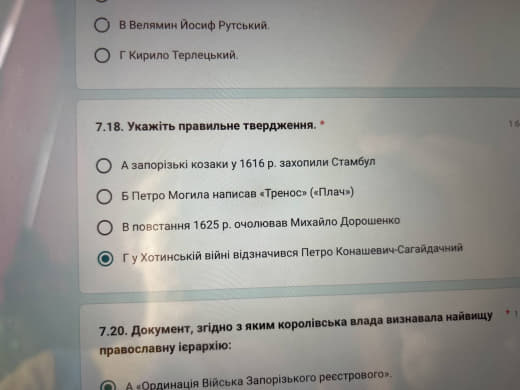 В Велямин Йосиф Рутський.
Г Кирило Терлецький.
7.18. Укажіть правильне твердження. *
А запорізькі козаки у 1616 р. захопили Стамбул
Б Петро Могила написав «Тренос» («Плач»)
В повстання 1625 р. очолював Михайло Дорошенко
Г у Хотинській війні відзначився Петро Конашевич-Сагайдачний
7.20. Документ, згідно з яким королівська влада визнавала найвищу *
православну ієрархію:
А «Ординація Війська Запорізького реєстрового».